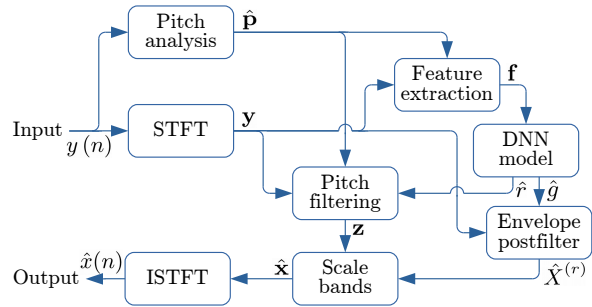 Pitch
analysis
p̂
Feature
extraction
f
Input
y (n)
STFT
y
DNN
model
Pitch
filtering
r̂
ĝ
z
Envelope
postfilter
Output
x̂(n)
ISTFT
x̂
Scale
bands
X̂^(r)